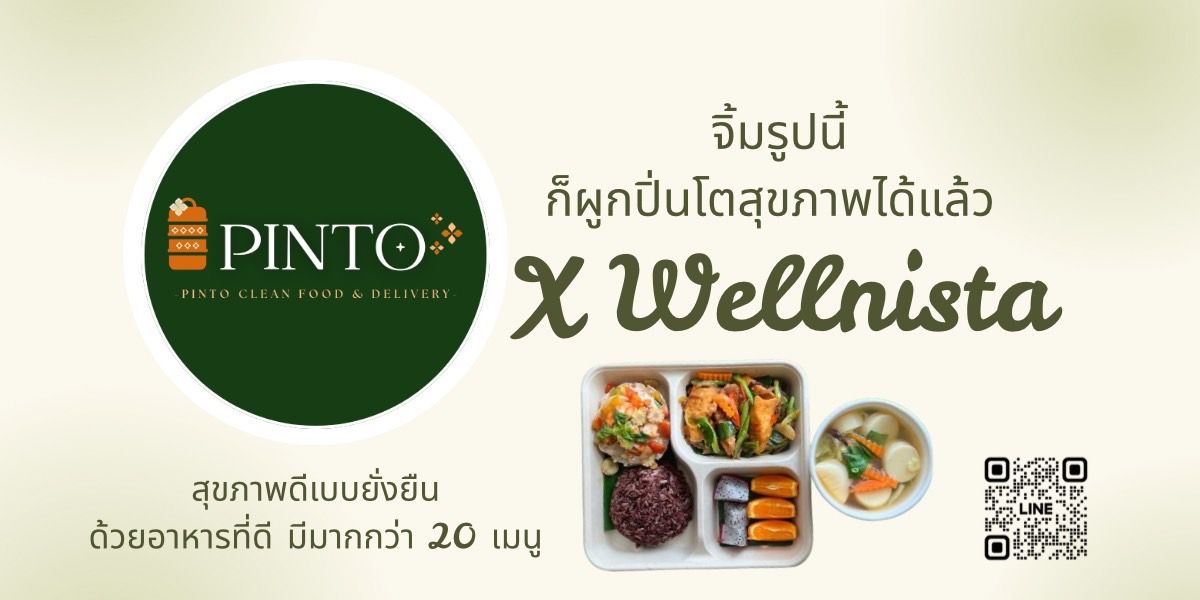 PINTO
-PINTO CLEAN FOOD & DELIVERY-
จิ้มรูปนี้
ก็ผูกปิ่นโตสุขภาพได้แล้ว
X Wellnista
สุขภาพดีเบบยั่งยืน
ด้วยอาหารที่ดี มีมากกว่า 20 เมนู
LINE